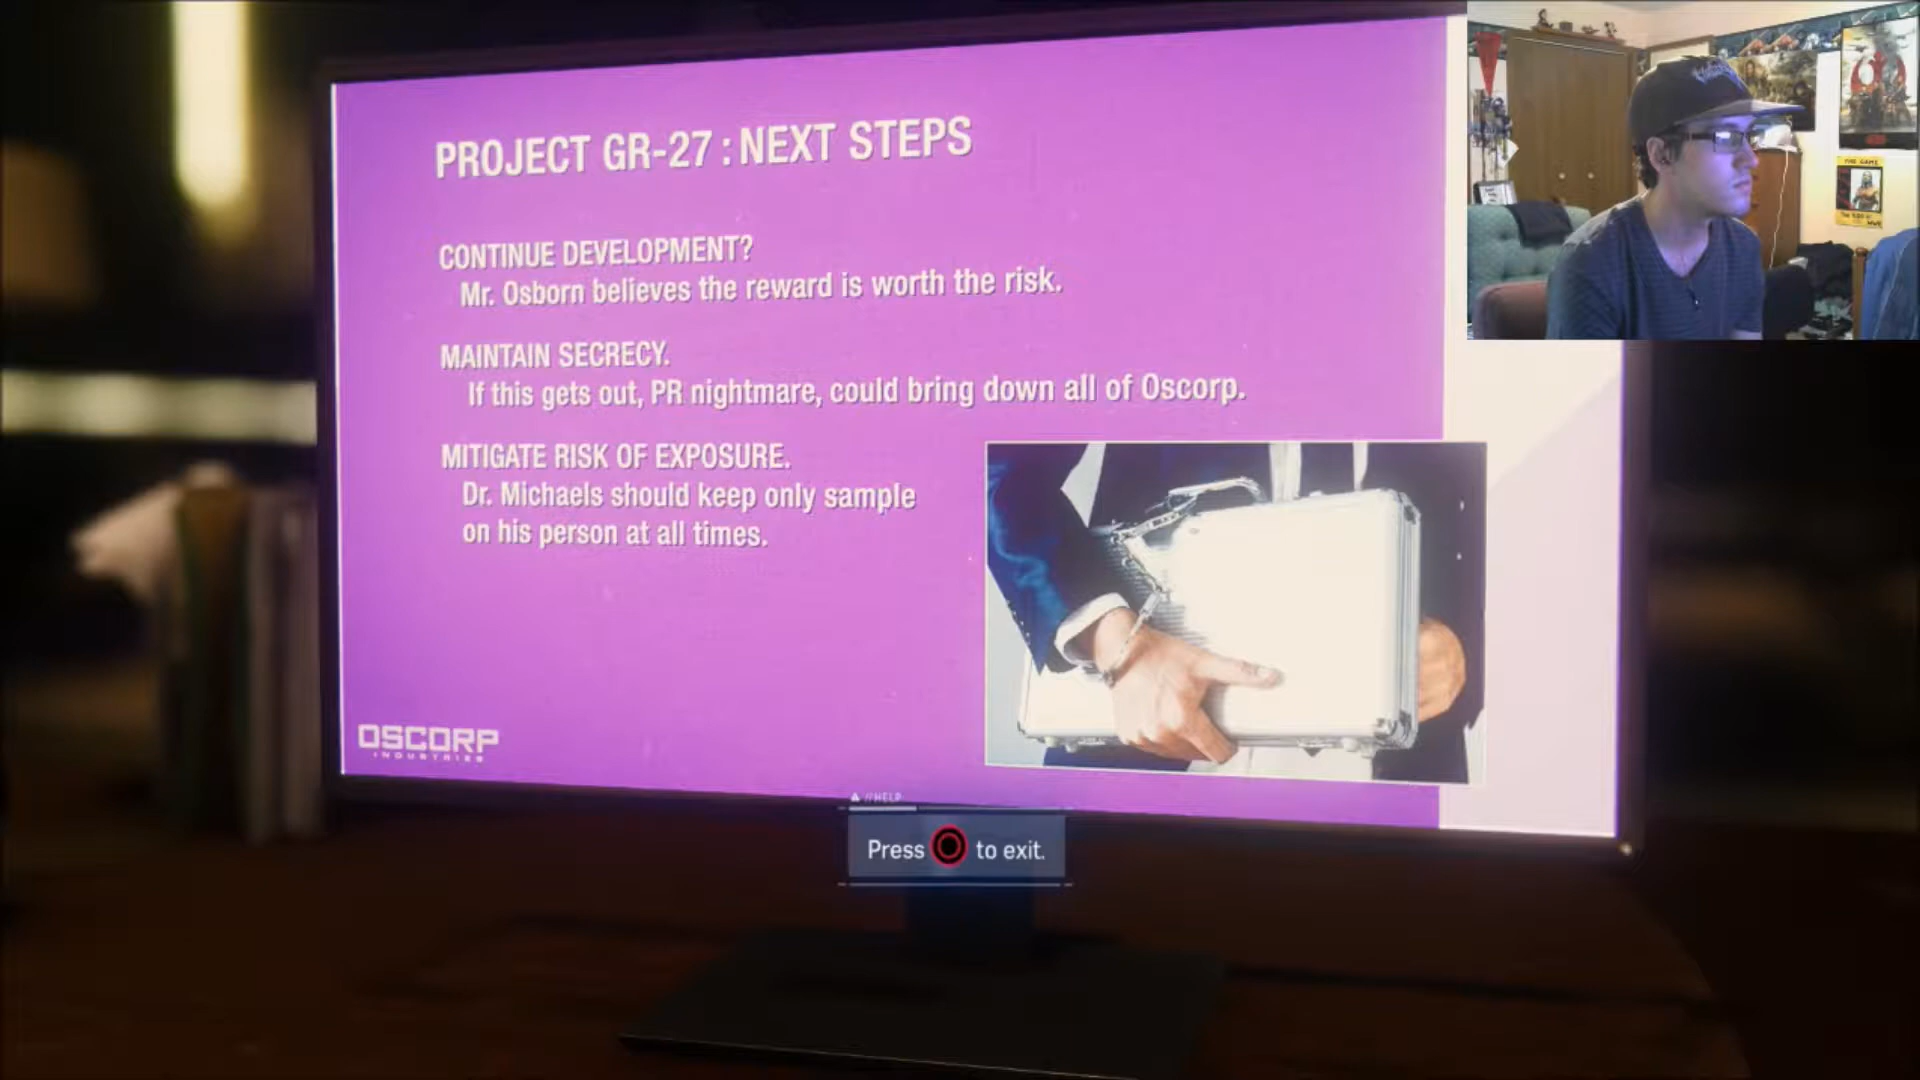 PROJECT GR-27 : NEXT STEPS
CONTINUE DEVELOPMENT?
Mr. Osborn believes the reward is worth the risk.
MAINTAIN SECRECY.
If this gets out, PR nightmare, could bring down all of Oscorp.
MITIGATE RISK OF EXPOSURE.
Dr. Michaels should keep only sample
on his person at all times.
OSCORP
INDUSTRIES
//HELP
Press to exit.
THE GAME